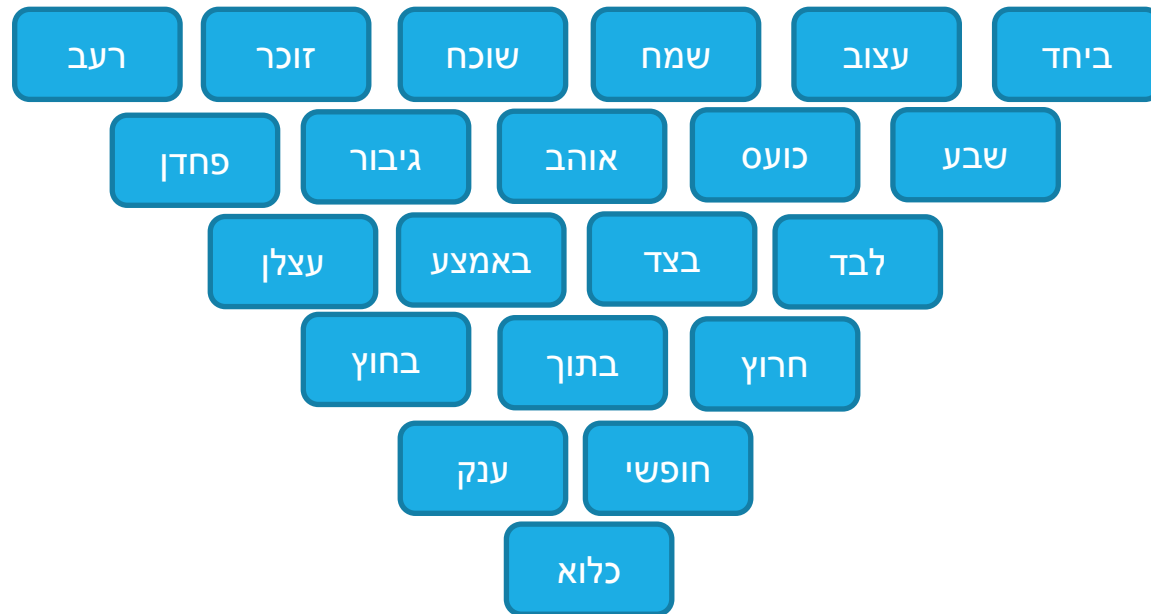 ביחד עצוב שמח שוכח זוכר רעב
שבע כועס אוהב גיבור פחדן
לבד בצד באמצע עצלן
חרוץ בתוך בחוץ
חופשי ענק
כלוא